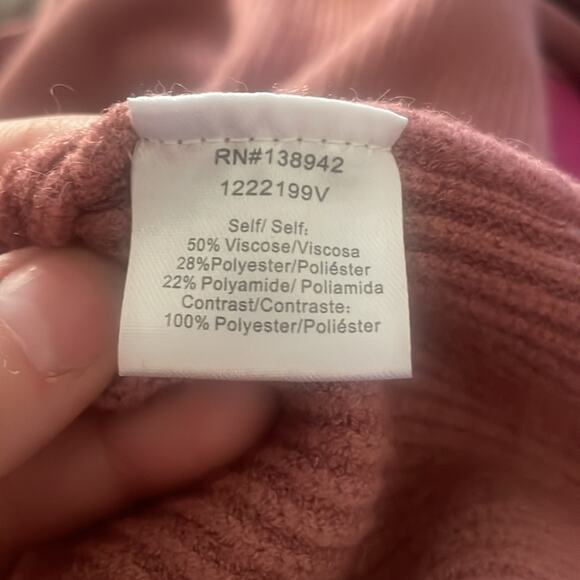 RN#138942
1222199V
Self/ Self:
50% Viscose/Viscosa
28%Polyester/Poliéster
22% Polyamide/ Poliamida
Contrast/Contraste:
100% Polyester/Poliéster